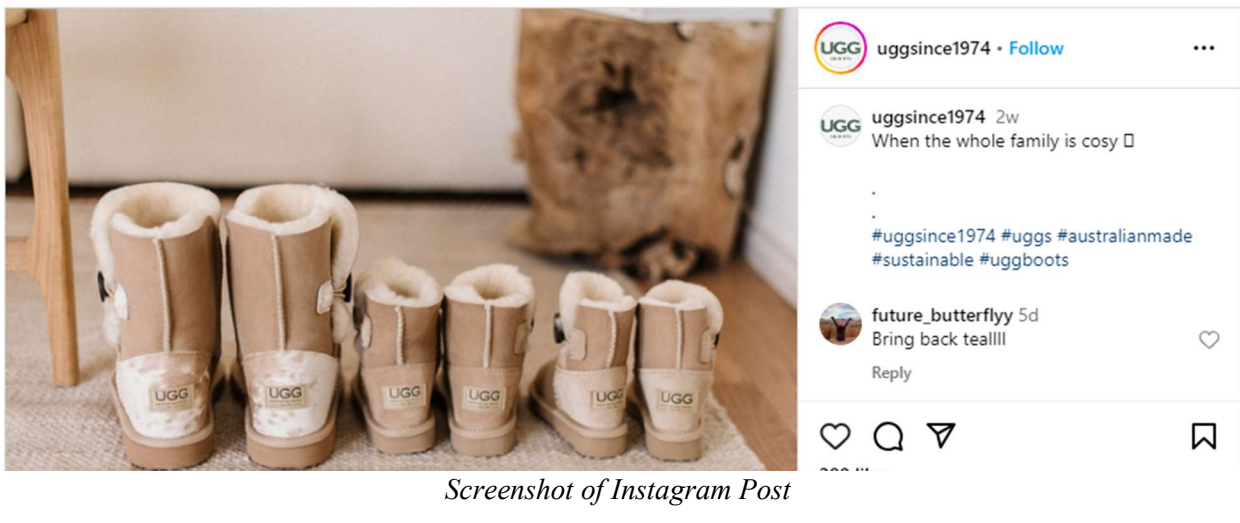 uggsince1974 • Follow
UGG
uggsince1974 2w
UGG
When the whole family is cosy
.
.
#uggsince1974 #uggs #australianmade
#sustainable #uggboots
future_butterflyy 5d
Bring back teallll
Reply
UGG
UGG
UGG
UGG
UGG
UGG
Screenshot of Instagram Post